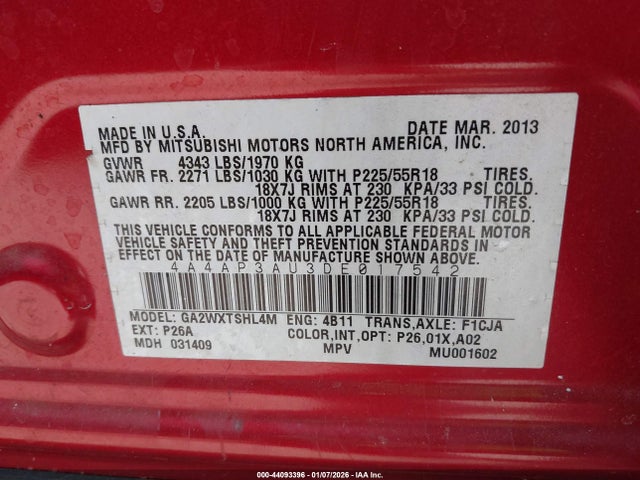 MADE IN U.S.A. DATE MAR. 2013
MFD BY MITSUBISHI MOTORS NORTH AMERICA, INC.
GVWR 4343 LBS/1970 KG
GAWR FR. 2271 LBS/1030 KG WITH P225/55R18 TIRES.
18X7J RIMS AT 230 KPA/33 PSI COLD.
GAWR RR. 2205 LBS/1000 KG WITH P225/55R18 TIRES.
18X7J RIMS AT 230 KPA/33 PSI COLD.
THIS VEHICLE CONFORMS TO ALL APPLICABLE FEDERAL MOTOR
VEHICLE SAFETY AND THEFT PREVENTION STANDARDS IN
EFFECT ON THE DATE OF MANUFACTURE SHOWN ABOVE.
4A4AP3AU3DE017542
MODEL: GA2WXTSHL4M ENG: 4B11 TRANS,AXLE: F1CJA
EXT: P26A COLOR,INT,OPT: P26,01X,A02
MDH 031409 MPV MU001602
000-44093396 - 01/07/2026 - IAA Inc.